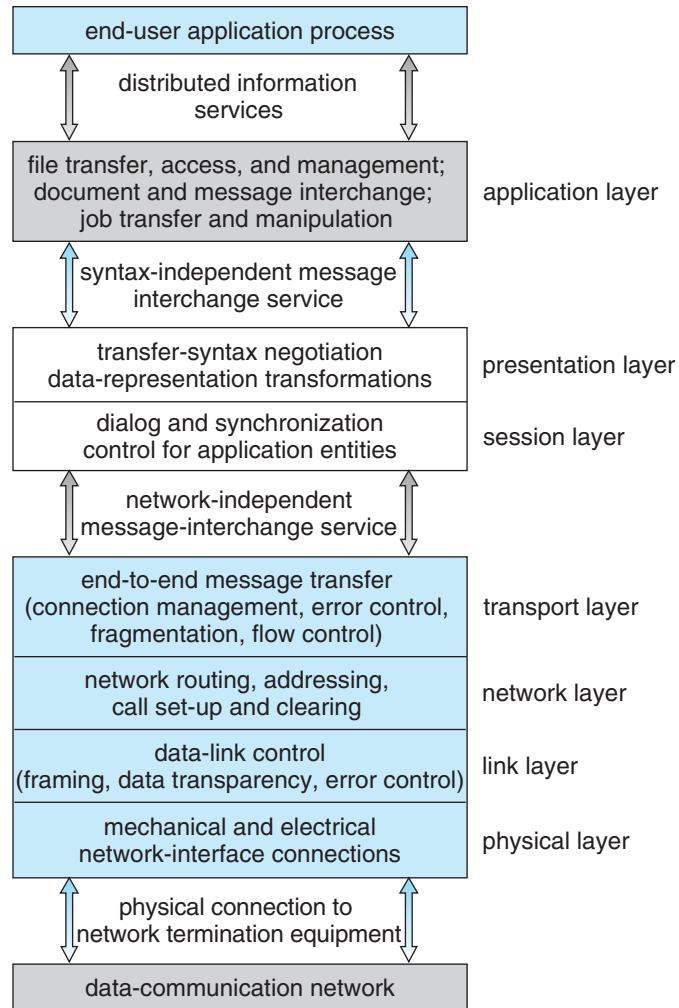 end-user application process
distributed information
services
file transfer, access, and management;
document and message interchange;
job transfer and manipulation
application layer
syntax-independent message
interchange service
transfer-syntax negotiation
data-representation transformations
presentation layer
dialog and synchronization
control for application entities
session layer
network-independent
message-interchange service
end-to-end message transfer
(connection management, error control,
fragmentation, flow control)
transport layer
network routing, addressing,
call set-up and clearing
network layer
data-link control
(framing, data transparency, error control)
link layer
mechanical and electrical
network-interface connections
physical layer
physical connection to
network termination equipment
data-communication network